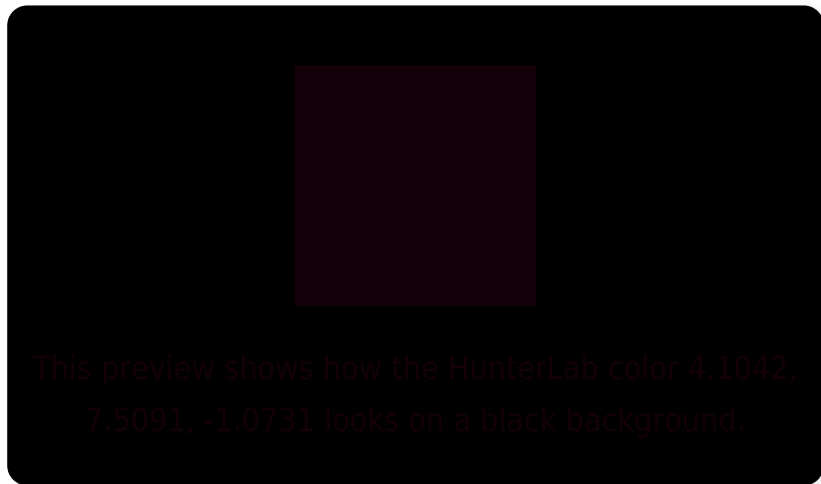 This preview shows how the HunterLab color 4.1042,
7.5091, -1.0731 looks on a black background.